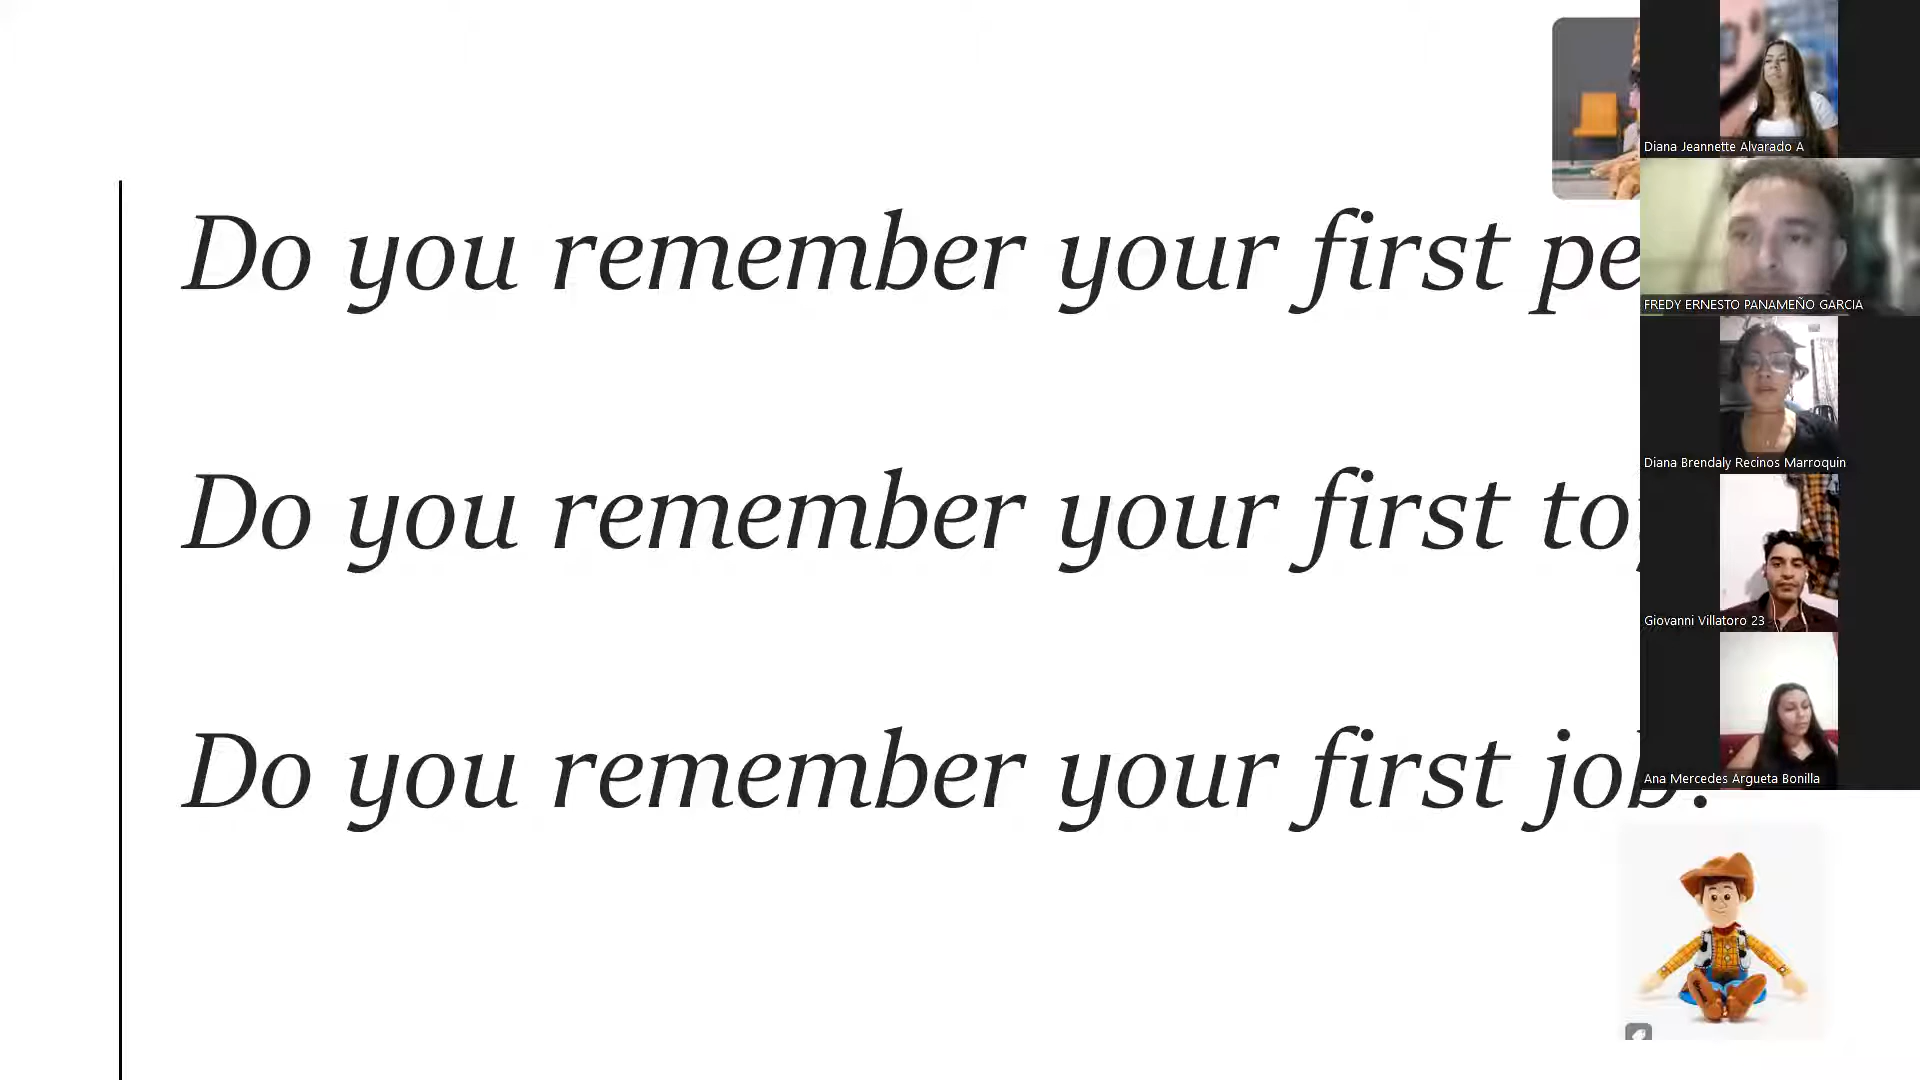 Do you remember your first pe
Do you remember your first to
Do you remember your first job?
Diana Jeannette Alvarado A
FREDY ERNESTO PANAMEÑO GARCIA
Diana Brendaly Recinos Marroquin
Giovanni Villatoro 23
Ana Mercedes Argueta Bonilla